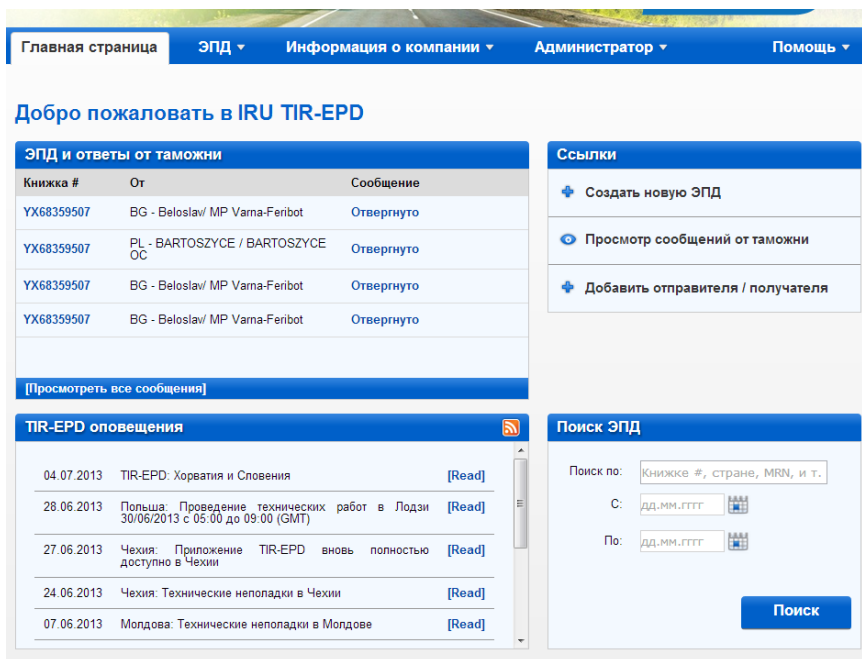 Главная страница ЭПД Информация о компании Администратор Помощь
Добро пожаловать в IRU TIR-EPD
ЭПД и ответы от таможни
Книжка # От Сообщение
YX68359507 BG - Beloslav/ MP Varna-Feribot Отвергнуто
YX68359507 PL - BARTOSZYCE / BARTOSZYCE
OC Отвергнуто
YX68359507 BG - Beloslav/ MP Varna-Feribot Отвергнуто
YX68359507 BG - Beloslav/ MP Varna-Feribot Отвергнуто
[Просмотреть все сообщения]
Ссылки
Создать новую ЭПД
Просмотр сообщений от таможни
Добавить отправителя / получателя
TIR-EPD оповещения
04.07.2013 TIR-EPD: Хорватия и Словения [Read]
28.06.2013 Польша: Проведение технических работ в Лодзи [Read]
30/06/2013 с 05:00 до 09:00 (GMT)
27.06.2013 Чехия: Приложение TIR-EPD вновь полностью [Read]
доступно в Чехии
24.06.2013 Чехия: Технические неполадки в Чехии [Read]
07.06.2013 Молдова: Технические неполадки в Молдове [Read]
Поиск ЭПД
Поиск по: Книжке #, стране, MRN, и т.
С: дд.мм.гггг
По: дд.мм.гггг
Поиск